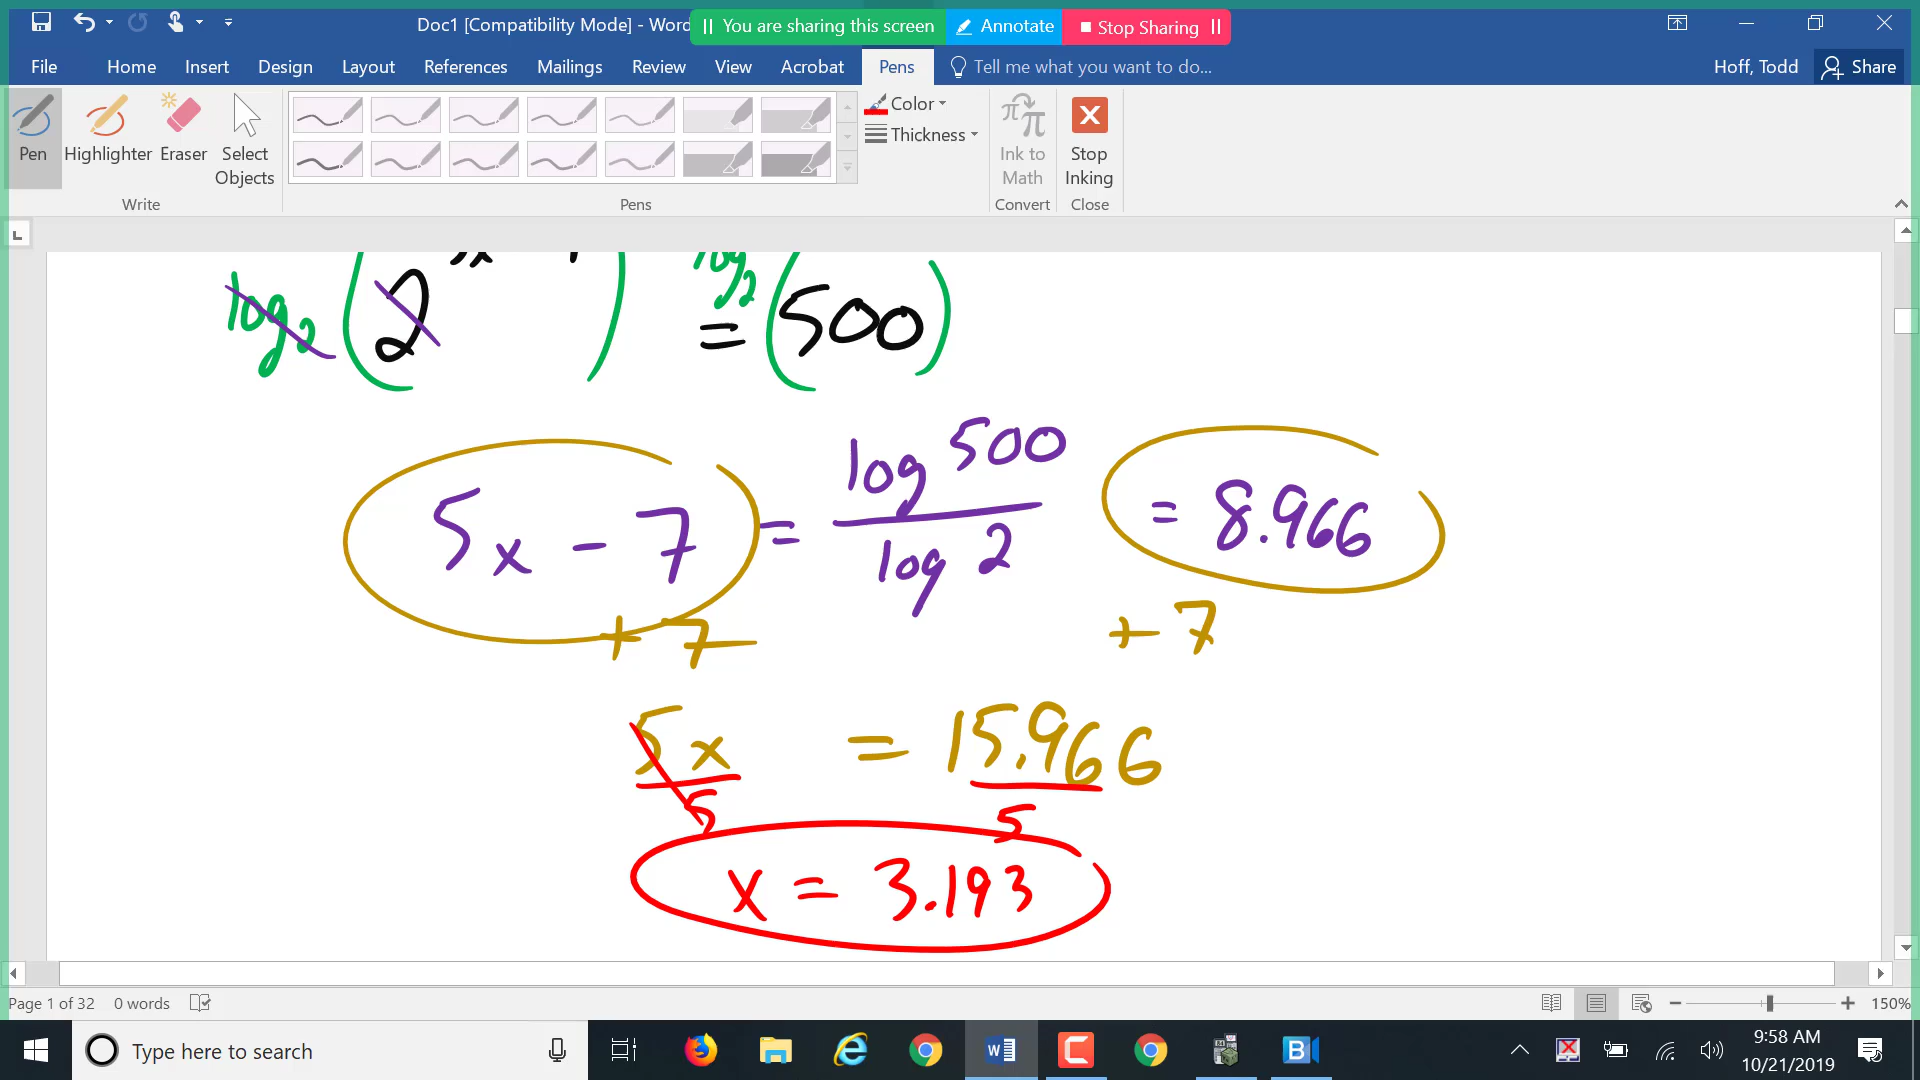 Doc1 [Compatibility Mode] - Word
You are sharing this screen
Annotate
Stop Sharing
File Home Insert Design Layout References Mailings Review View Acrobat Pens Tell me what you want to do... Hoff, Todd Share
Pen Highlighter Eraser Select Objects
Color
Thickness
Ink to Math
Stop Inking
Write Pens Convert Close
log₂ (2 ) = log₂ (500)
5x - 7 = log 500 / log 2 = 8.966
+ 7 + 7
5x = 15.966
5 5
x = 3.193
Page 1 of 32 0 words 150%
Type here to search
9:58 AM
10/21/2019